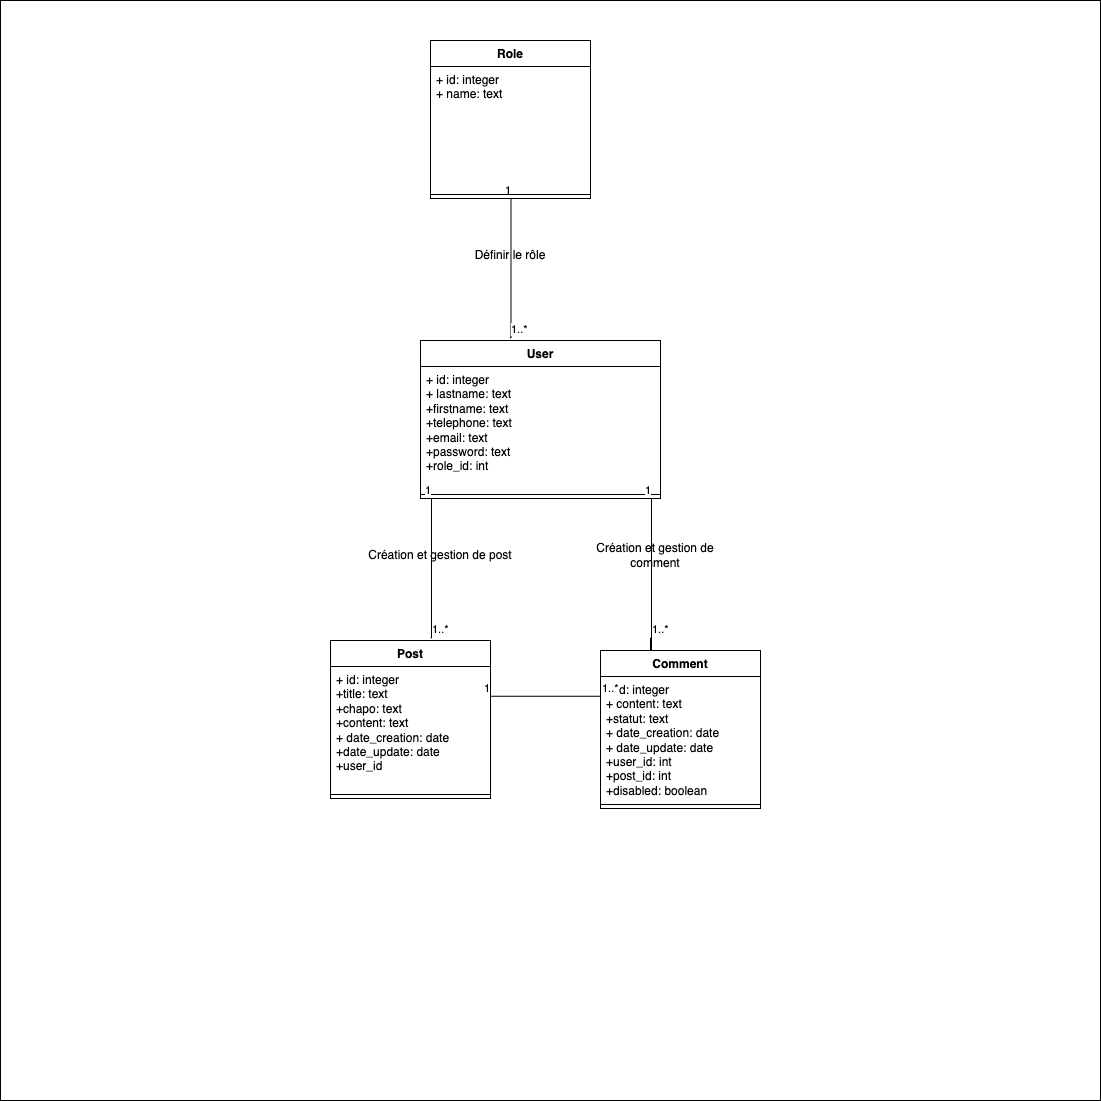 Role
+ id: integer
+ name: text
1
Définir le rôle
1..*
User
+ id: integer
+ lastname: text
+firstname: text
+telephone: text
+email: text
+password: text
+role_id: int
1
1
Création et gestion de post
Création et gestion de
comment
1..*
1..*
Post
+ id: integer
+title: text
+chapo: text
+content: text
+ date_creation: date
+date_update: date
+user_id
1
1..*
Comment
d: integer
+ content: text
+statut: text
+ date_creation: date
+ date_update: date
+user_id: int
+post_id: int
+disabled: boolean